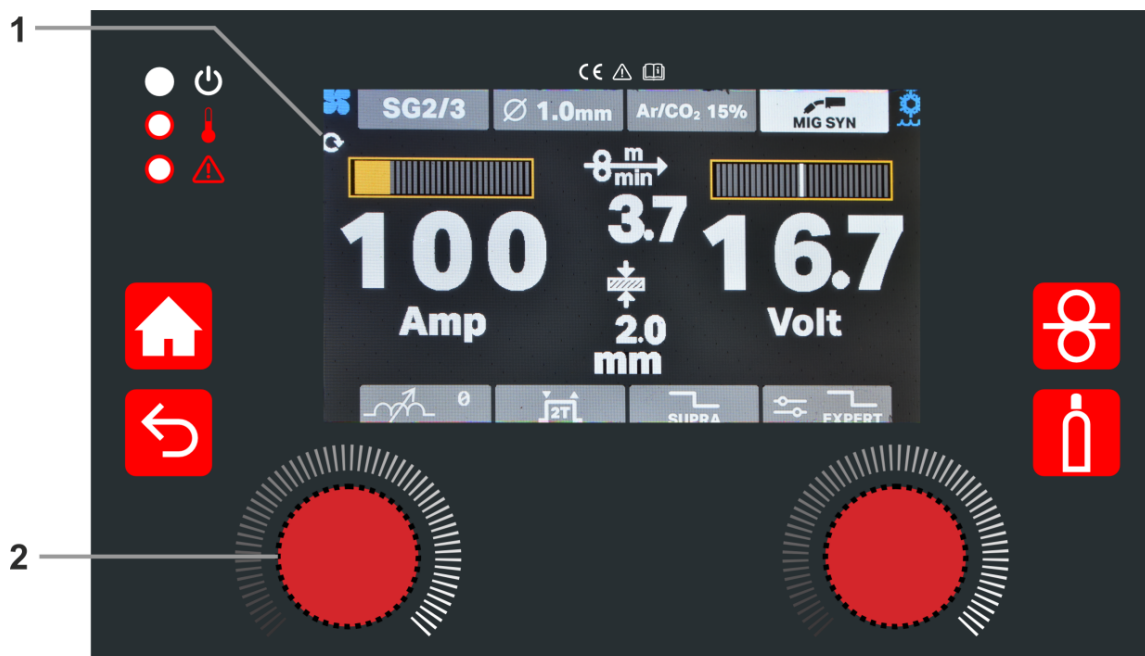 1
CE
SG2/3
Ø 1.0mm
Ar/CO₂ 15%
MIG SYN
m
min
100
3.7
16.7
Amp
2.0
mm
Volt
0
2T
SUPRA
EXPERT
2